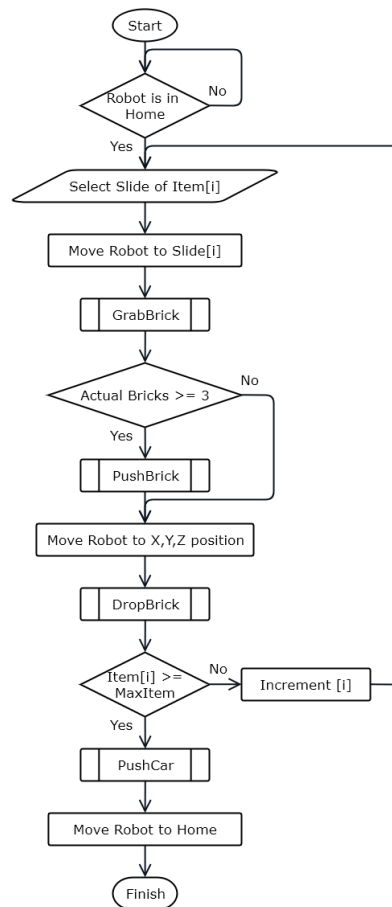 Start
Robot is in
Home
No
Yes
Select Slide of Item[i]
Move Robot to Slide[i]
GrabBrick
Actual Bricks >= 3
No
Yes
PushBrick
Move Robot to X,Y,Z position
DropBrick
Item[i] >=
MaxItem
No
Increment [i]
Yes
PushCar
Move Robot to Home
Finish